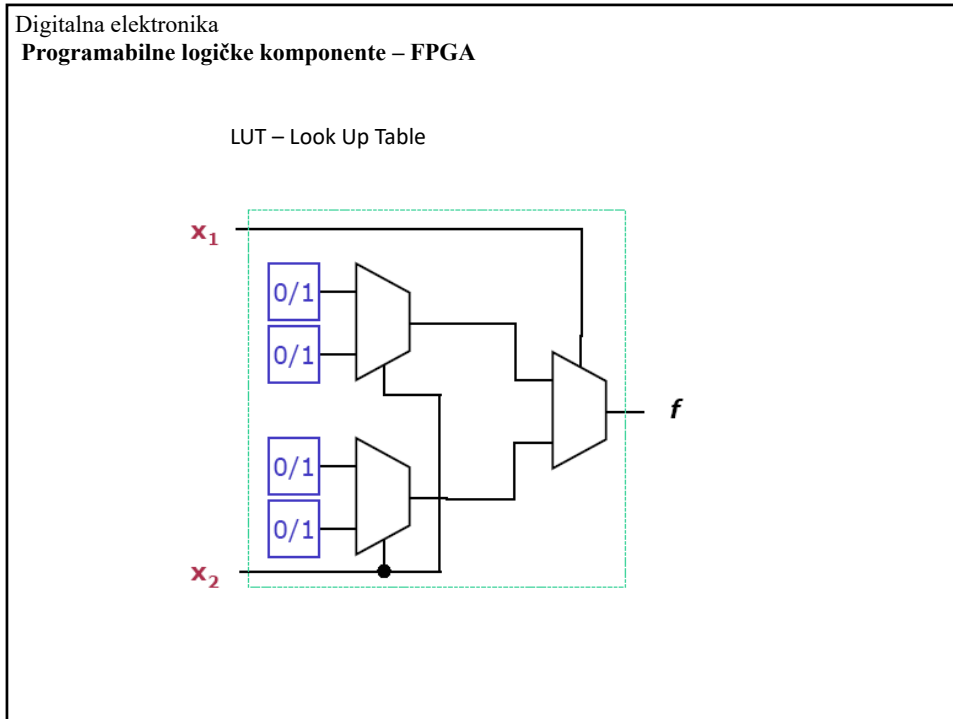 Digitalna elektronika
Programabilne logičke komponente – FPGA
LUT – Look Up Table
x₁
0/1
0/1
f
0/1
0/1
x₂